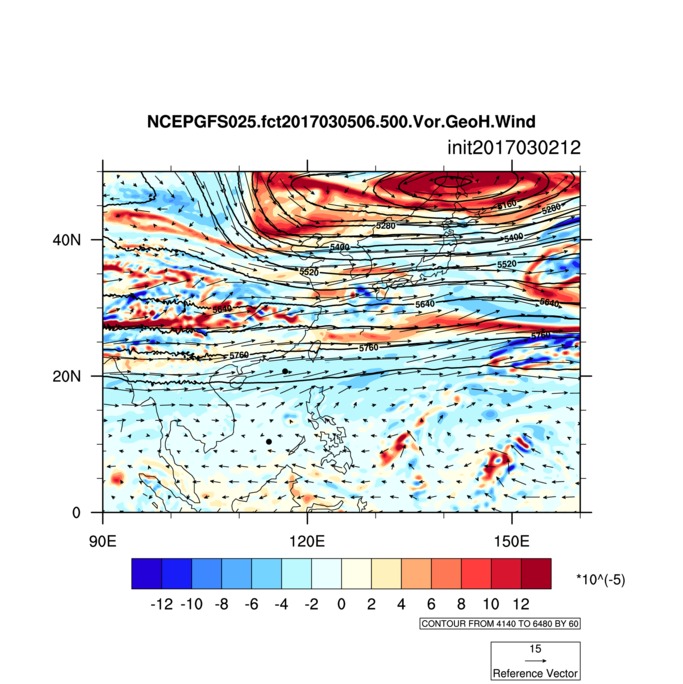 NCEPGFS025.fct2017030506.500.Vor.GeoH.Wind
init2017030212
5160
5280
5280
40N
5400
5400
5520
5520
5640
5640
5640
5760
5760
5760
20N
0
90E 120E 150E
-12 -10 -8 -6 -4 -2 0 2 4 6 8 10 12
*10^(-5)
CONTOUR FROM 4140 TO 6480 BY 60
15
Reference Vector